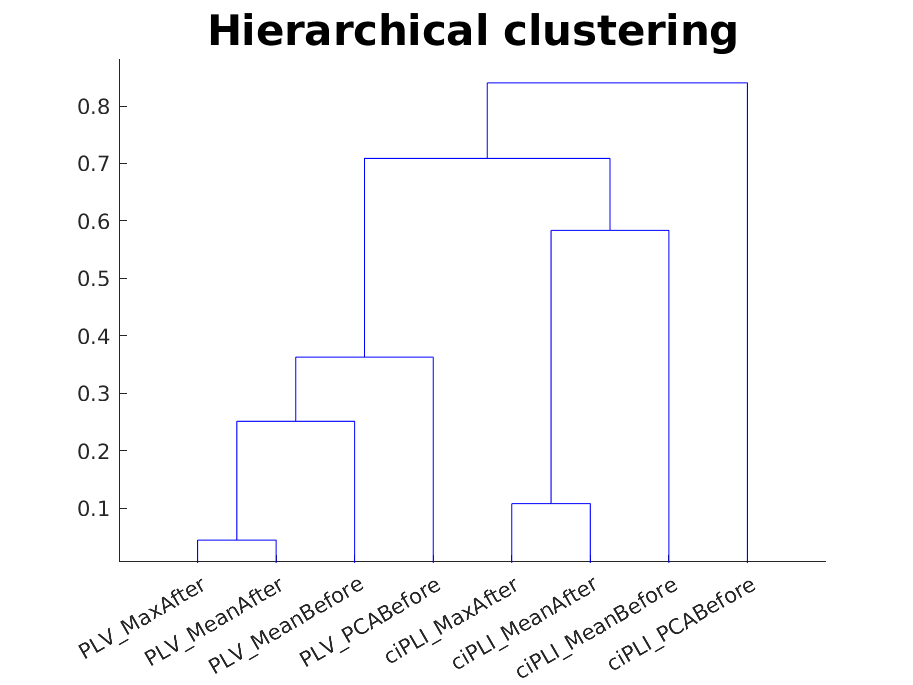 Hierarchical clustering
0.8
0.7
0.6
0.5
0.4
0.3
0.2
0.1
PLV_MaxAfter
PLV_MeanAfter
PLV_MeanBefore
PLV_PCABefore
ciPLI_MaxAfter
ciPLI_MeanAfter
ciPLI_MeanBefore
ciPLI_PCABefore